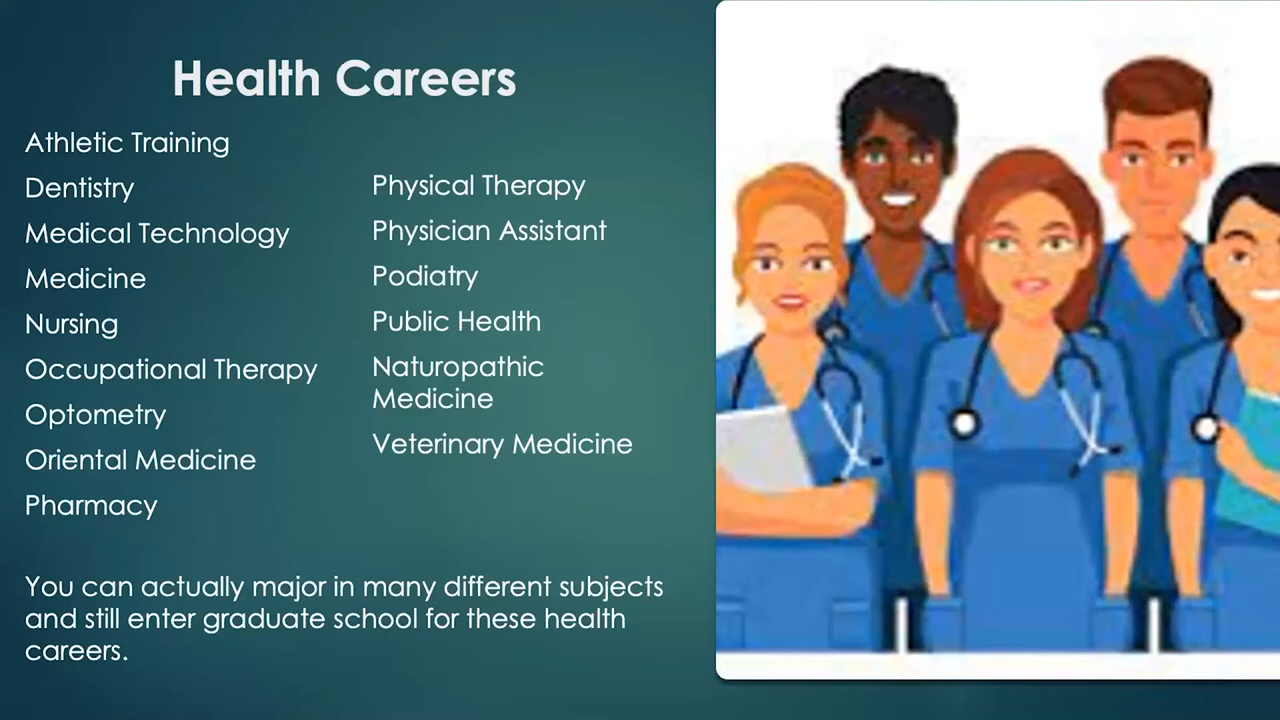 Health Careers
Athletic Training
Dentistry
Medical Technology
Medicine
Nursing
Occupational Therapy
Optometry
Oriental Medicine
Pharmacy
Physical Therapy
Physician Assistant
Podiatry
Public Health
Naturopathic
Medicine
Veterinary Medicine
You can actually major in many different subjects
and still enter graduate school for these health
careers.